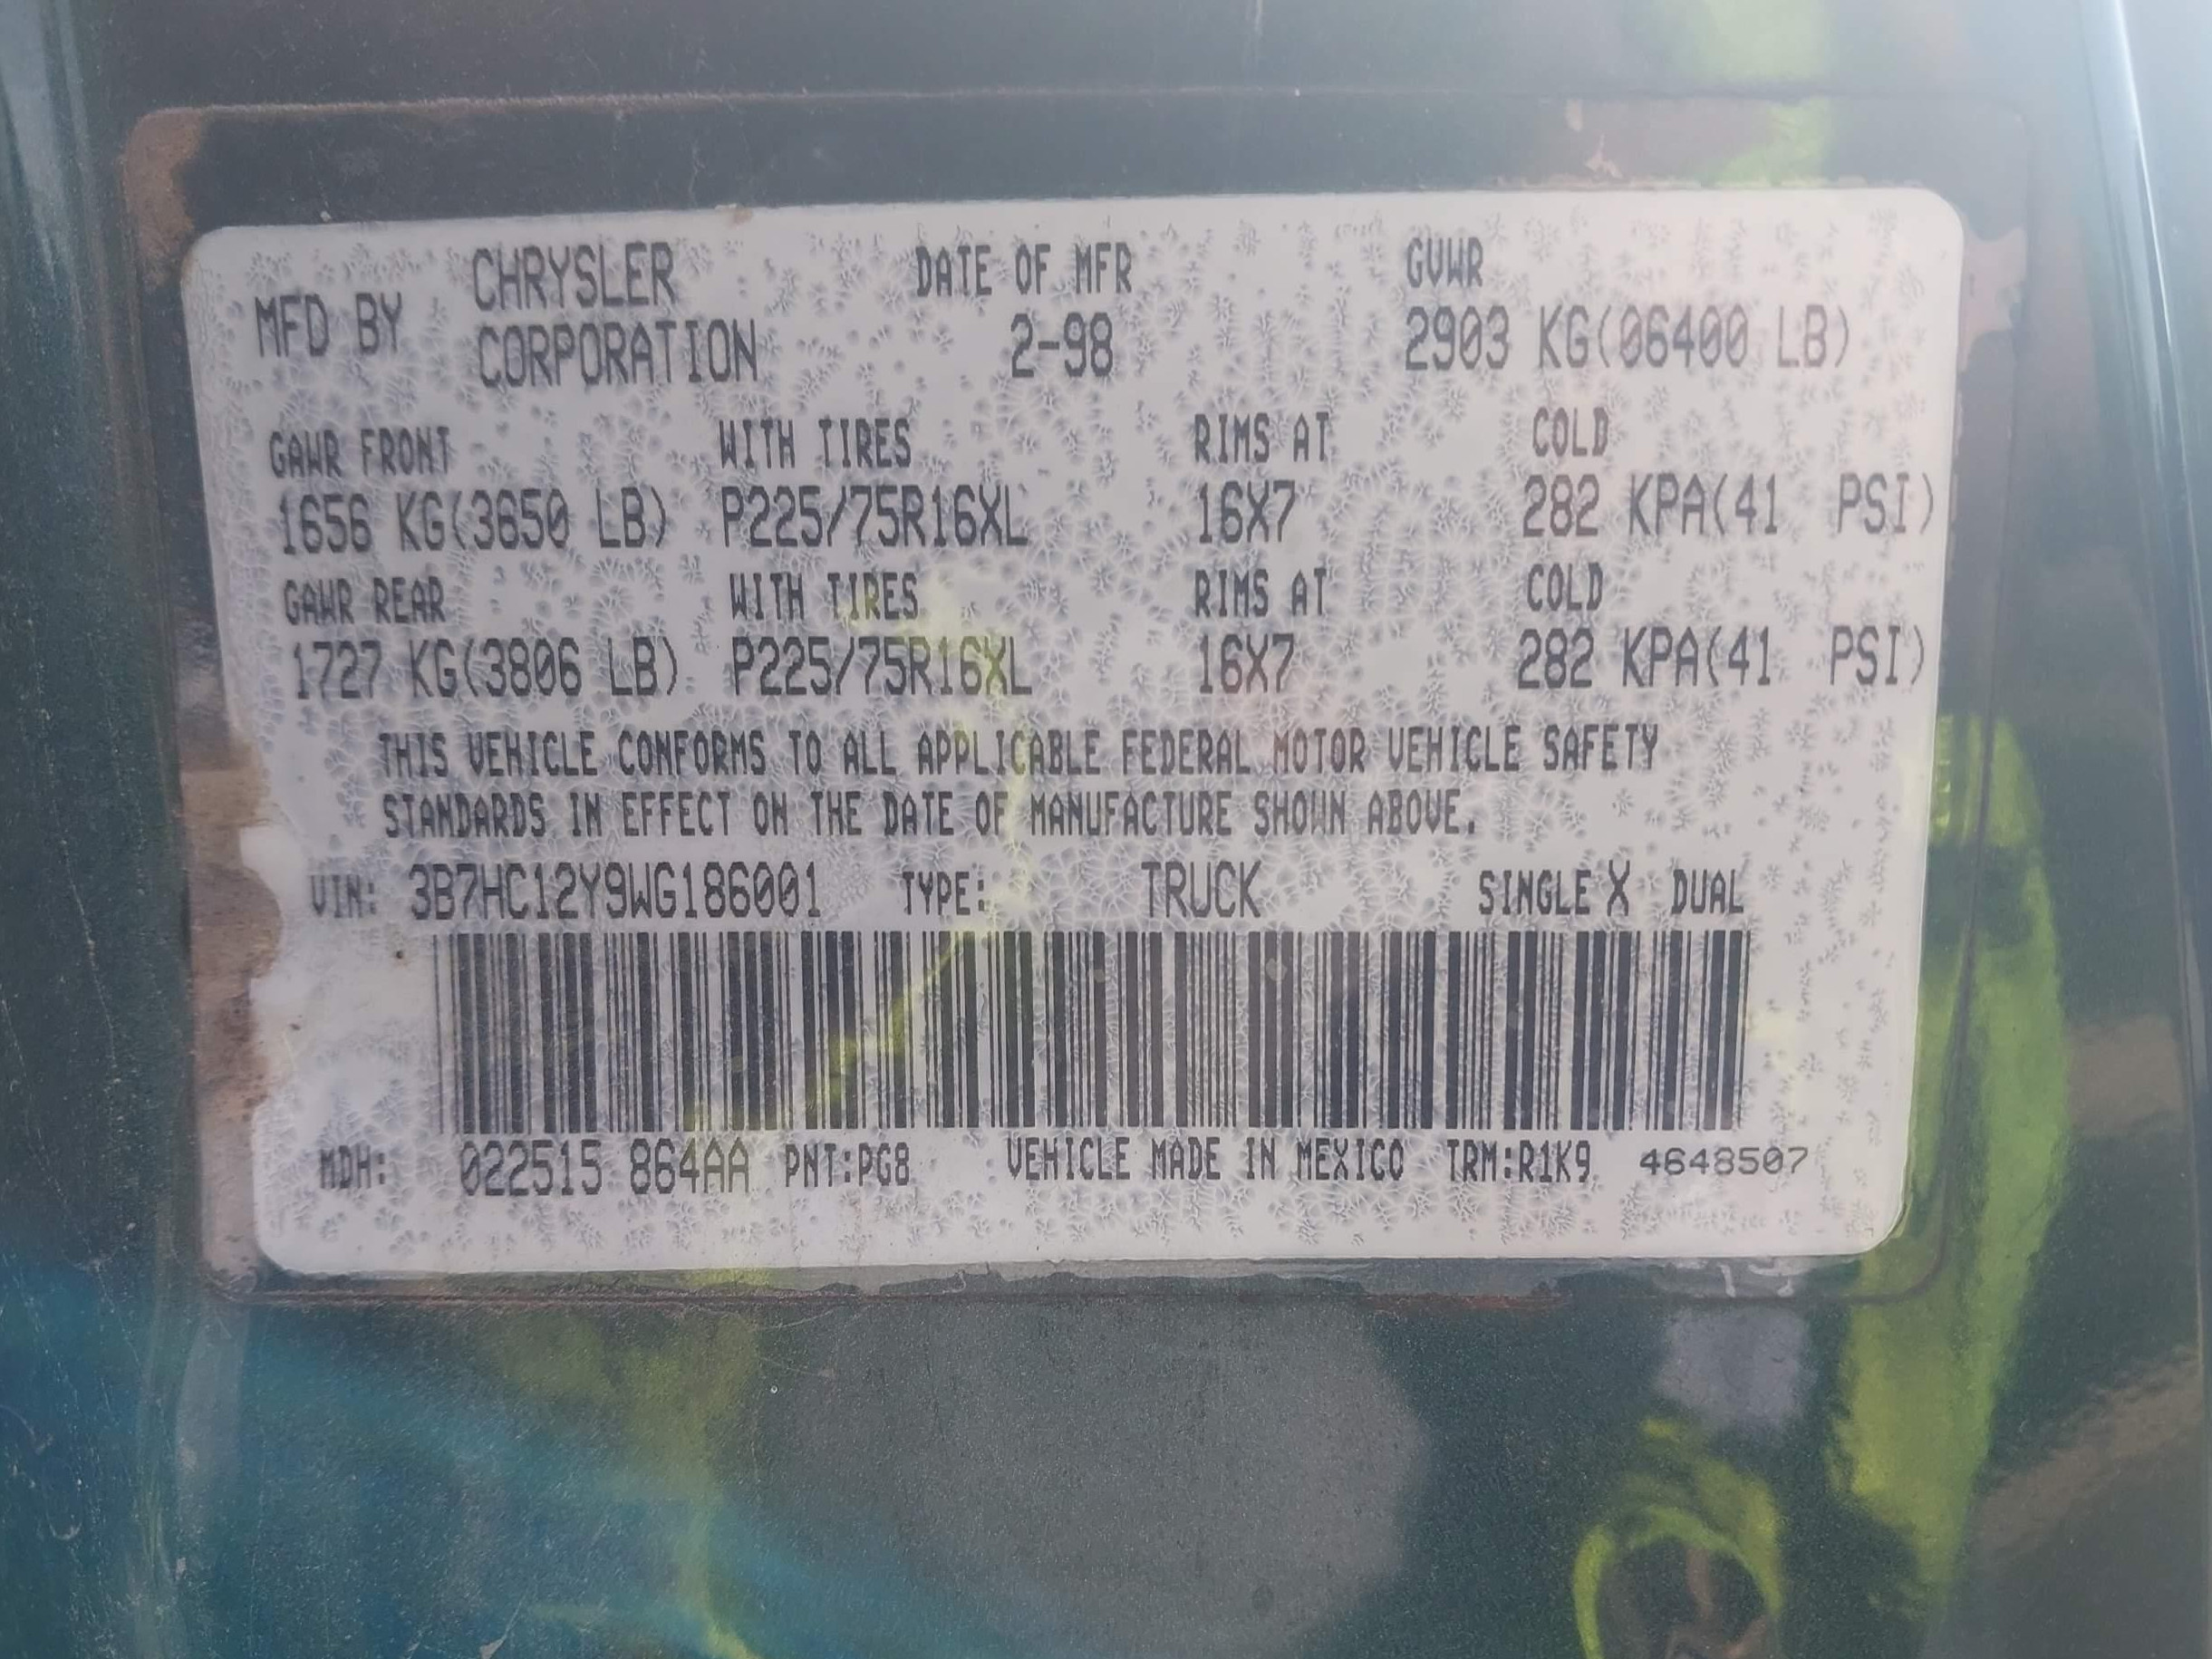 MFD BY CHRYSLER CORPORATION DATE OF MFR 2-98 GVWR 2903 KG(06400 LB)
GAWR FRONT WITH TIRES RIMS AT COLD
1656 KG(3650 LB) P225/75R16XL 16X7 282 KPA(41 PSI)
GAWR REAR WITH TIRES RIMS AT COLD
1727 KG(3806 LB) P225/75R16XL 16X7 282 KPA(41 PSI)
THIS VEHICLE CONFORMS TO ALL APPLICABLE FEDERAL MOTOR VEHICLE SAFETY
STANDARDS IN EFFECT ON THE DATE OF MANUFACTURE SHOWN ABOVE.
VIN: 3B7HC12Y9WG186001 TYPE: TRUCK SINGLE X DUAL
MDH: 022515 864AA PNT:PG8 VEHICLE MADE IN MEXICO TRM:R1K9 4648507